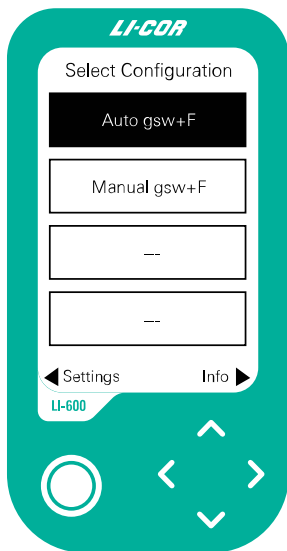 LI-COR
Select Configuration
Auto gsw+F
Manual gsw+F
---
---
Settings Info
LI-600